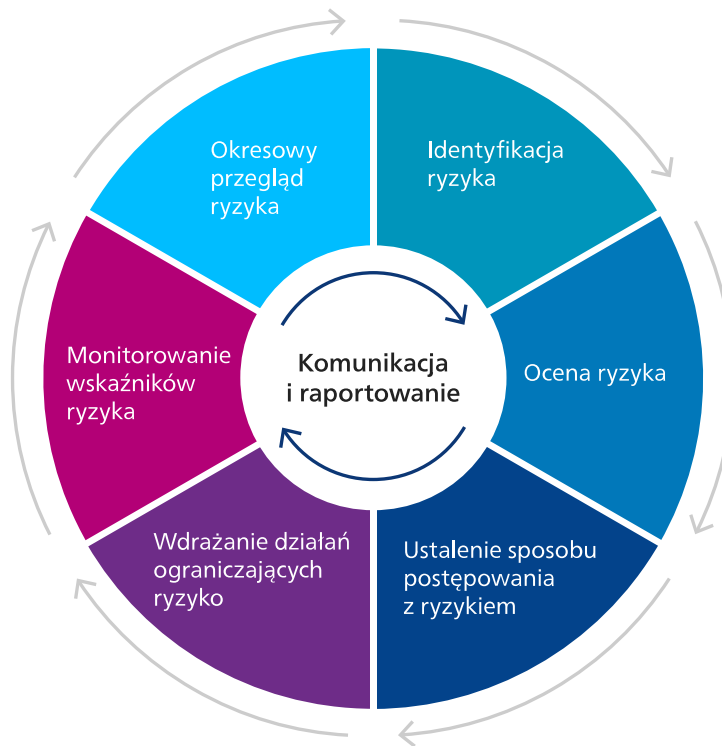 Okresowy
przegląd
ryzyka
Identyfikacja
ryzyka
Monitorowanie
wskaźników
ryzyka
Komunikacja
i raportowanie
Ocena ryzyka
Wdrażanie działań
ograniczających
ryzyko
Ustalenie sposobu
postępowania
z ryzykiem